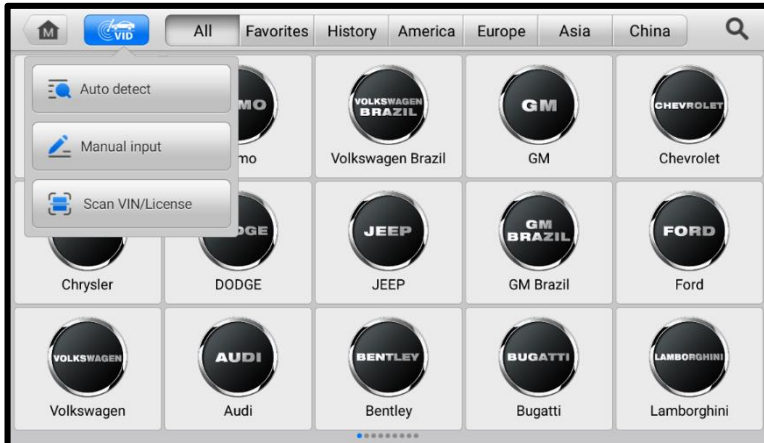 M
VID
All
Favorites
History
America
Europe
Asia
China
Auto detect
Manual input
Scan VIN/License
MO
mo
VOLKSWAGEN
BRAZIL
Volkswagen Brazil
GM
GM
CHEVROLET
Chevrolet
Chrysler
DGE
DODGE
JEEP
JEEP
GM
BRAZIL
GM Brazil
FORD
Ford
VOLKSWAGEN
Volkswagen
AUDI
Audi
BENTLEY
Bentley
BUGATTI
Bugatti
LAMBORGHINI
Lamborghini